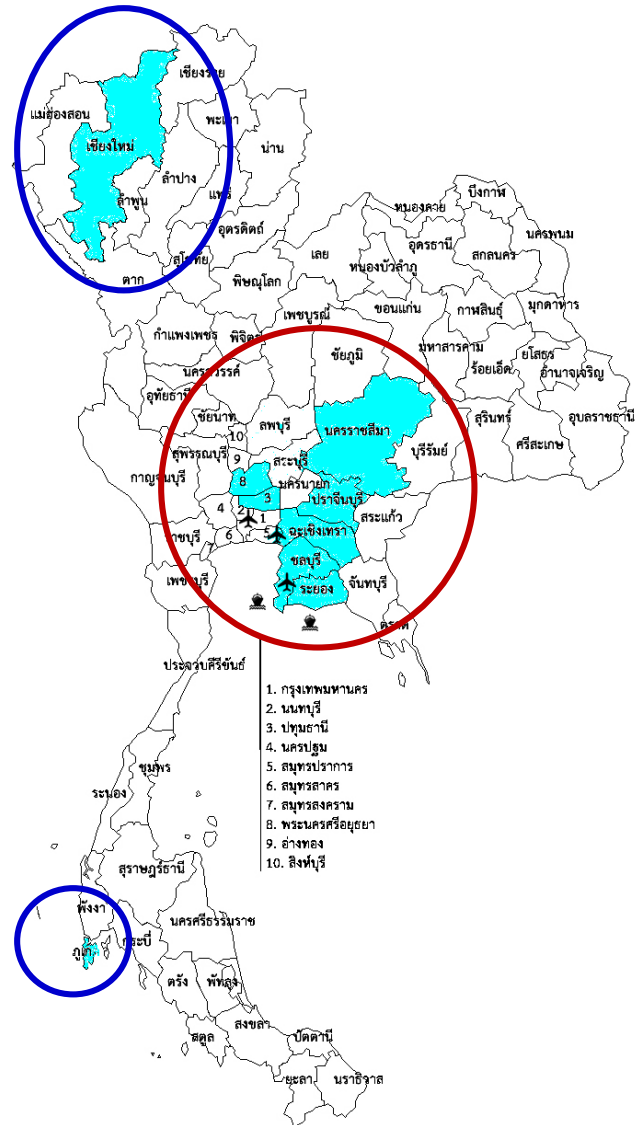 เชียงราย
แม่ฮ่องสอน
พะเยา
เชียงใหม่
น่าน
ลำปาง
แพร่
ลำพูน
บึงกาฬ
หนองคาย
อุตรดิตถ์
นครพนม
อุดรธานี
สกลนคร
เลย
สุโขทัย
หนองบัวลำภู
ตาก
พิษณุโลก
ขอนแก่น
กาฬสินธุ์
มุกดาหาร
เพชรบูรณ์
กำแพงเพชร
พิจิตร
มหาสารคาม
ชัยภูมิ
ยโสธร
ร้อยเอ็ด
อำนาจเจริญ
นครสวรรค์
อุทัยธานี
ชัยนาท
ลพบุรี
นครราชสีมา
สุรินทร์
อุบลราชธานี
10
ศรีสะเกษ
สุพรรณบุรี
บุรีรัมย์
9
สระบุรี
กาญจนบุรี
8
นครนายก
3
ปราจีนบุรี
4
2
1
สระแก้ว
ราชบุรี
6
5
ฉะเชิงเทรา
7
ชลบุรี
เพชรบุรี
ระยอง
จันทบุรี
ตราด
ประจวบคีรีขันธ์
1. กรุงเทพมหานคร
2. นนทบุรี
3. ปทุมธานี
4. นครปฐม
5. สมุทรปราการ
6. สมุทรสาคร
7. สมุทรสงคราม
8. พระนครศรีอยุธยา
9. อ่างทอง
10. สิงห์บุรี
ชุมพร
ระนอง
สุราษฎร์ธานี
พังงา
นครศรีธรรมราช
กระบี่
ภูเก็ต
ตรัง
พัทลุง
สงขลา
สตูล
ปัตตานี
ยะลา
นราธิวาส